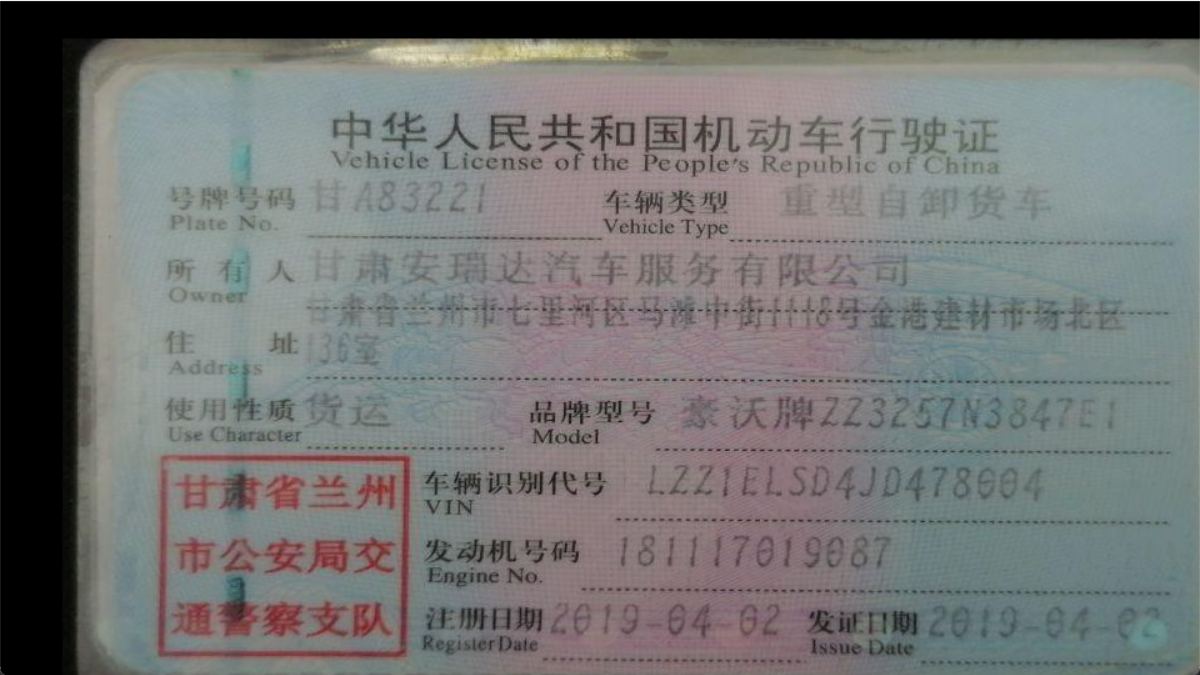 中华人民共和国机动车行驶证
Vehicle License of the People's Republic of China
号牌号码 甘A83221 车辆类型 重型自卸货车
Plate No. Vehicle Type
所有人 甘肃安瑞达汽车服务有限公司
Owner
甘肃省兰州市七里河区马滩中街1118号金港建材市场北区
住址 136室
Address
使用性质 货运 品牌型号 豪沃牌ZZ3257N3847E1
Use Character Model
甘肃省兰州 车辆识别代号 LZZ1ELSD4JD478004
VIN
市公安局交 发动机号码 181117019087
Engine No.
通警察支队 注册日期 2019-04-02 发证日期 2019-04-02
Register Date Issue Date